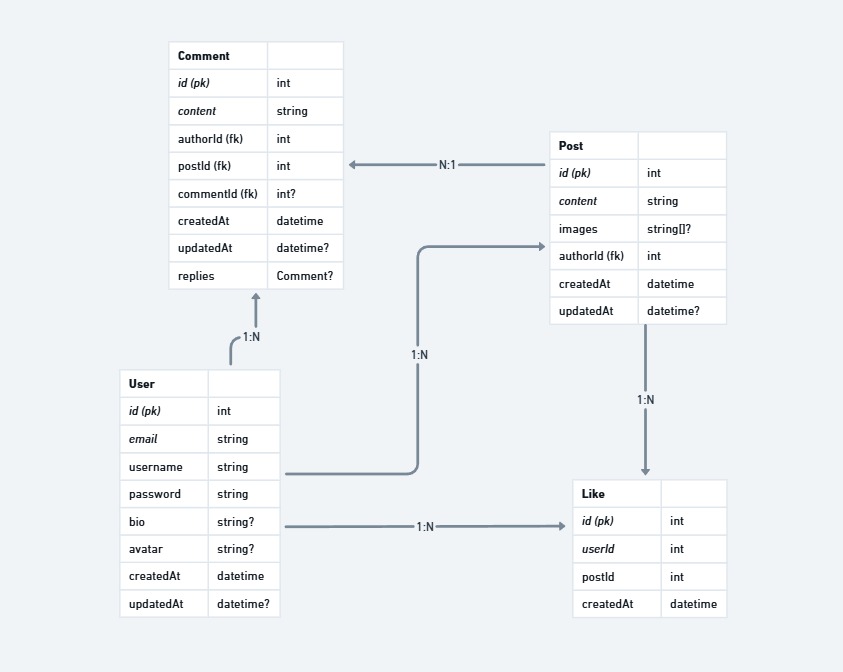 Comment
id (pk) int
content string
authorId (fk) int
postId (fk) int
commentId (fk) int?
createdAt datetime
updatedAt datetime?
replies Comment?
N:1
Post
id (pk) int
content string
images string[]?
authorId (fk) int
createdAt datetime
updatedAt datetime?
1:N
1:N
1:N
User
id (pk) int
email string
username string
password string
bio string?
avatar string?
createdAt datetime
updatedAt datetime?
1:N
Like
id (pk) int
userId int
postId int
createdAt datetime